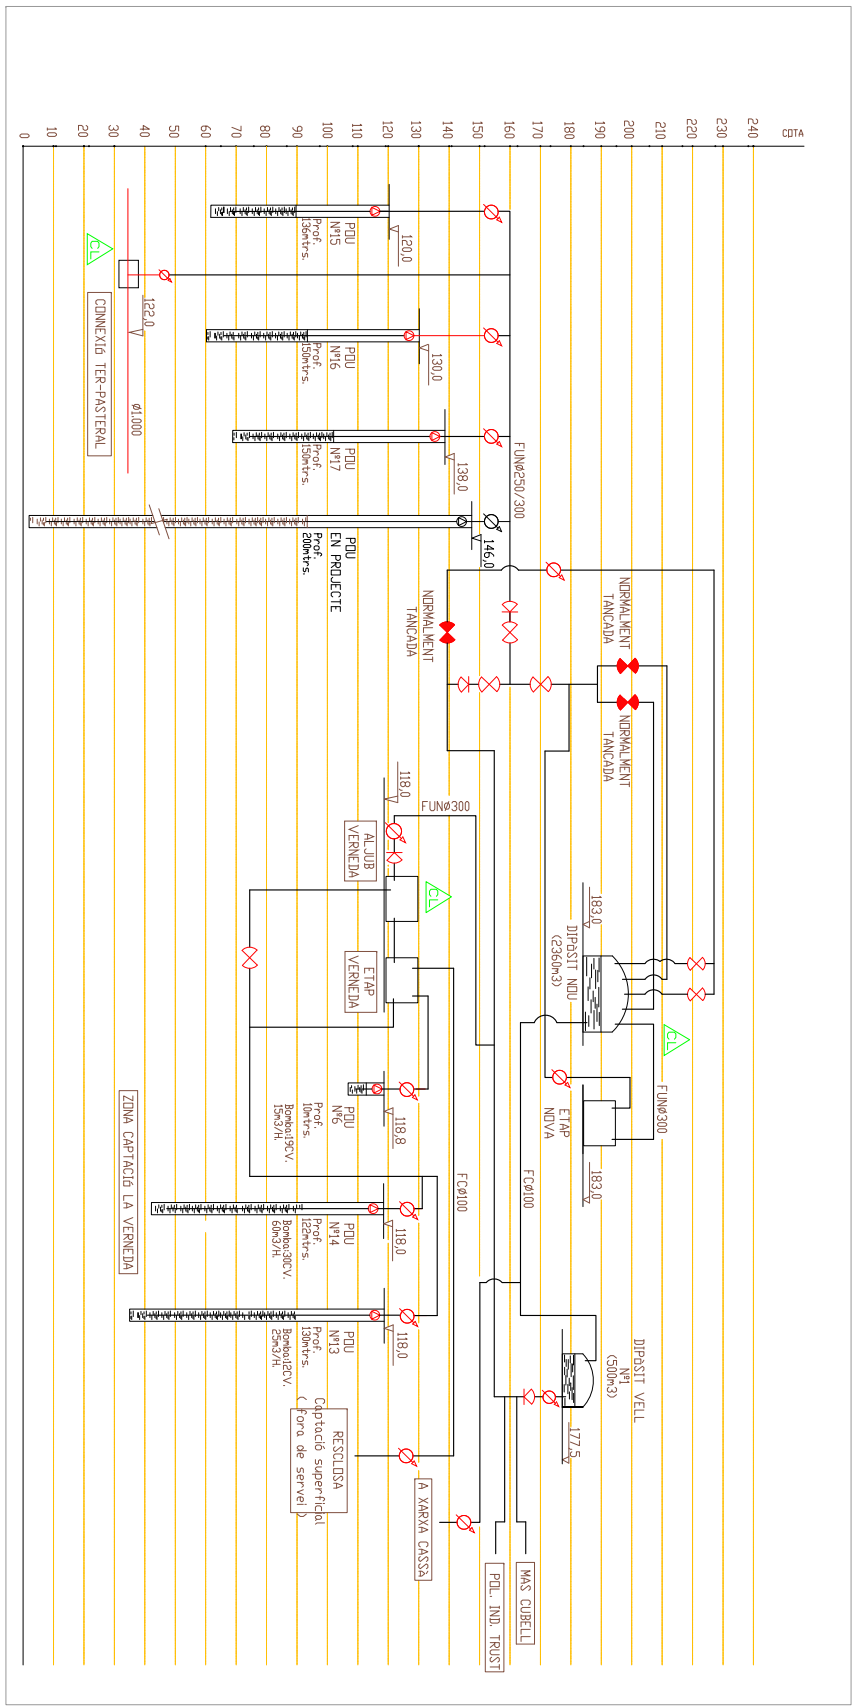 COTA
240
230
220
210
200
190
180
170
160
150
140
130
120
110
100
90
80
70
60
50
40
30
20
10
0
POU
Nº15
Prof.
136mtrs.
120,0
CL
122,0
CONNEXIÓ TER-PASTERAL
Ø1.000
POU
Nº16
Prof.
150mtrs.
130,0
POU
Nº17
Prof.
150mtrs.
138,0
FUNØ250/300
POU
EN PROJECTE
Prof.
200mtrs.
146,0
NORMALMENT
TANCADA
NORMALMENT
TANCADA
NORMALMENT
TANCADA
118,0
FUNØ300
ALJUB
VERNEDA
CL
ETAP
VERNEDA
183,0
DIPÒSIT NOU
(2360m3)
CL
FUNØ300
ETAP
NOVA
183,0
POU
Nº6
Prof.
10mtrs.
Bomba:19CV.
15m3/H.
118,8
ZONA CAPTACIÓ LA VERNEDA
FCØ100
FCØ100
POU
Nº14
Prof.
122mtrs.
Bomba:30CV.
60m3/H.
118,0
POU
Nº13
Prof.
130mtrs.
Bomba:12CV.
25m3/H.
118,0
DIPÒSIT VELL
Nº1
(500m3)
177,5
RESCLOSA
Captació superficial
( fora de servei )
A XARXA CASSÀ
POL. IND. TRUST
MAS CUBELL